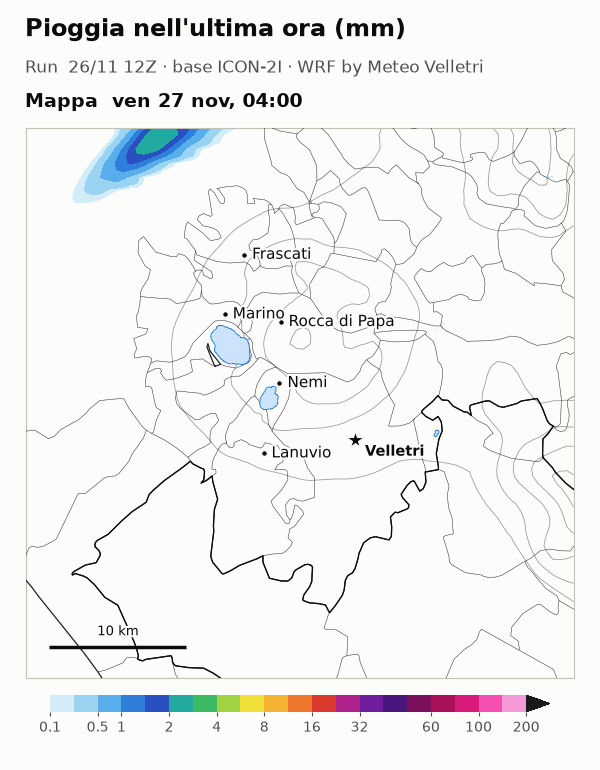 Pioggia nell'ultima ora (mm)
Run  26/11 12Z · base ICON-2I · WRF by Meteo Velletri
Mappa  ven 27 nov, 04:00
Frascati
Marino
Rocca di Papa
Nemi
Velletri
Lanuvio
10 km
0.1 0.5 1 2 4 8 16 32 60 100 200